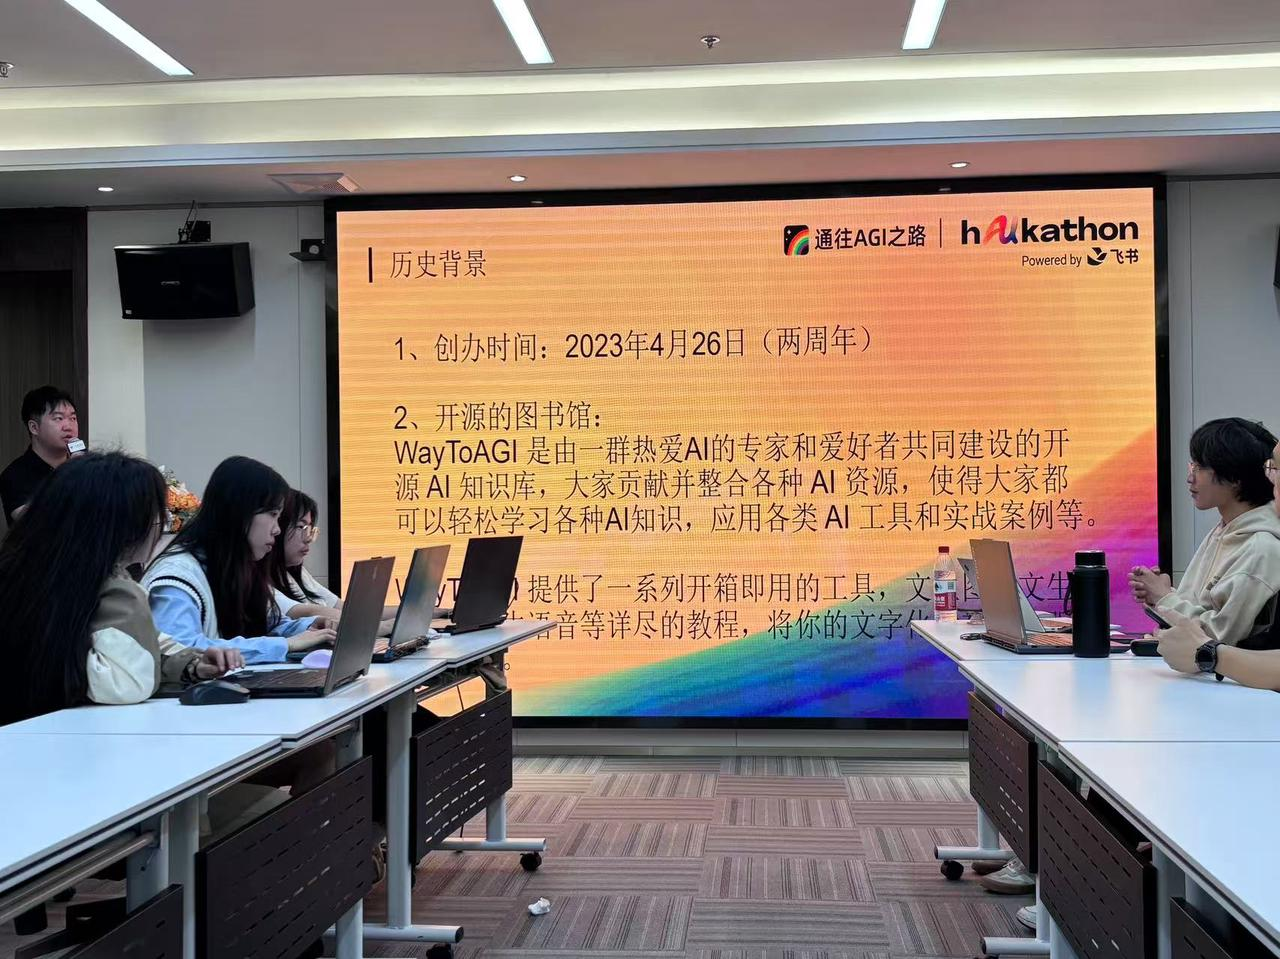 通往AGI之路
hAIkathon
Powered by 飞书
历史背景
1、创办时间：2023年4月26日（两周年）
2、开源的图书馆：
WayToAGI 是由一群热爱AI的专家和爱好者共同建设的开
源 AI 知识库，大家贡献并整合各种 AI 资源，使得大家都
可以轻松学习各种AI知识，应用各类 AI 工具和实战案例等。
提供了一系列开箱即用的工具，文
语音等详尽的教程，将你的文字